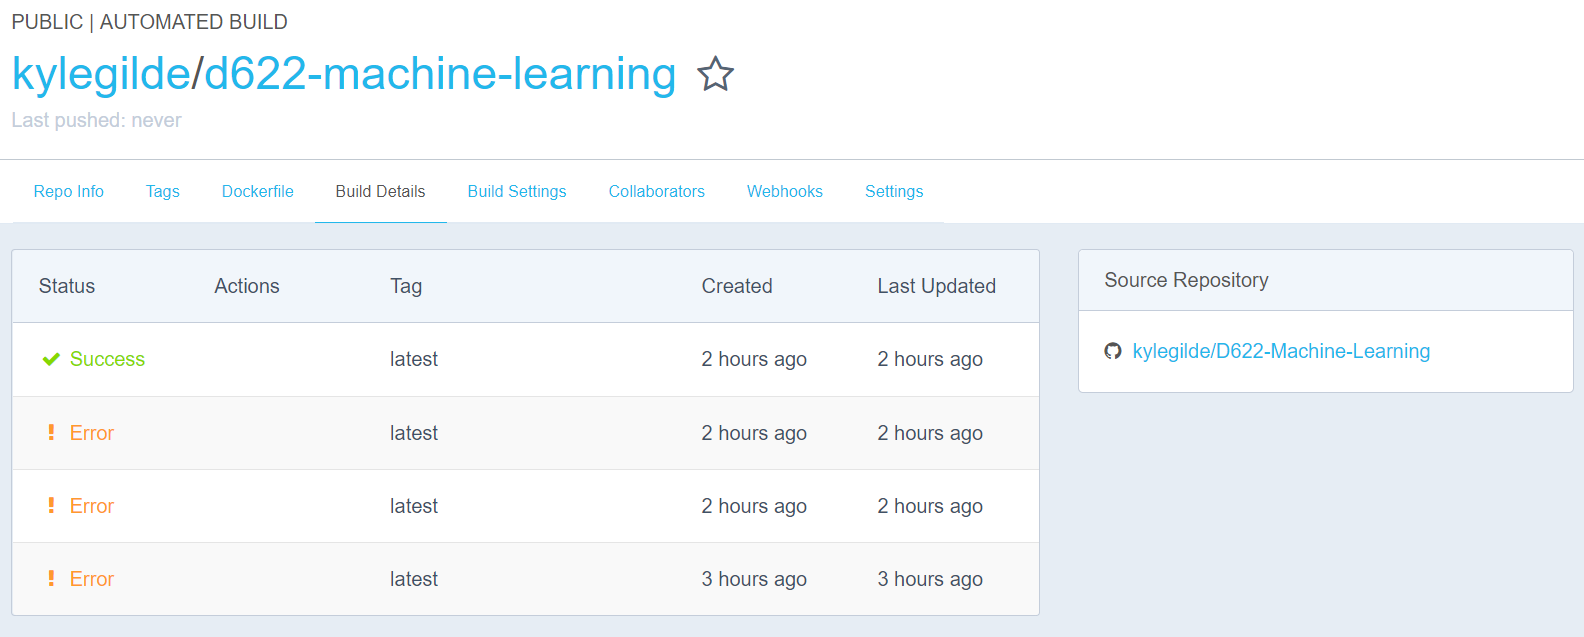 PUBLIC | AUTOMATED BUILD
kylegilde/d622-machine-learning
Last pushed: never
Repo Info Tags Dockerfile Build Details Build Settings Collaborators Webhooks Settings
Status Actions Tag Created Last Updated
Success latest 2 hours ago 2 hours ago
Error latest 2 hours ago 2 hours ago
Error latest 2 hours ago 2 hours ago
Error latest 3 hours ago 3 hours ago
Source Repository
kylegilde/D622-Machine-Learning